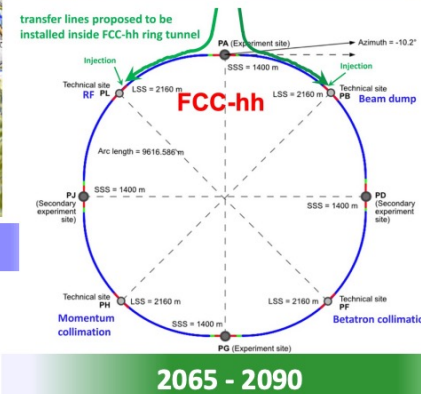 transfer lines proposed to be
installed inside FCC-hh ring tunnel
PA (Experiment site)
Azimuth = -10.2°
Injection
SSS = 1400 m
Injection
Technical site
RF PL
LSS = 2160 m
FCC-hh
LSS = 2160 m
Technical site
PB Beam dump
Arc length = 9616.586 m
PJ
(Secondary
experiment
site)
SSS = 1400 m
SSS = 1400 m
PD
(Secondary
experiment
site)
Technical site
PH
LSS = 2160 m
Momentum
collimation
SSS = 1400 m
LSS = 2160 m
Technical site
PF
Betatron collimatio
PG (Experiment site)
2065 - 2090